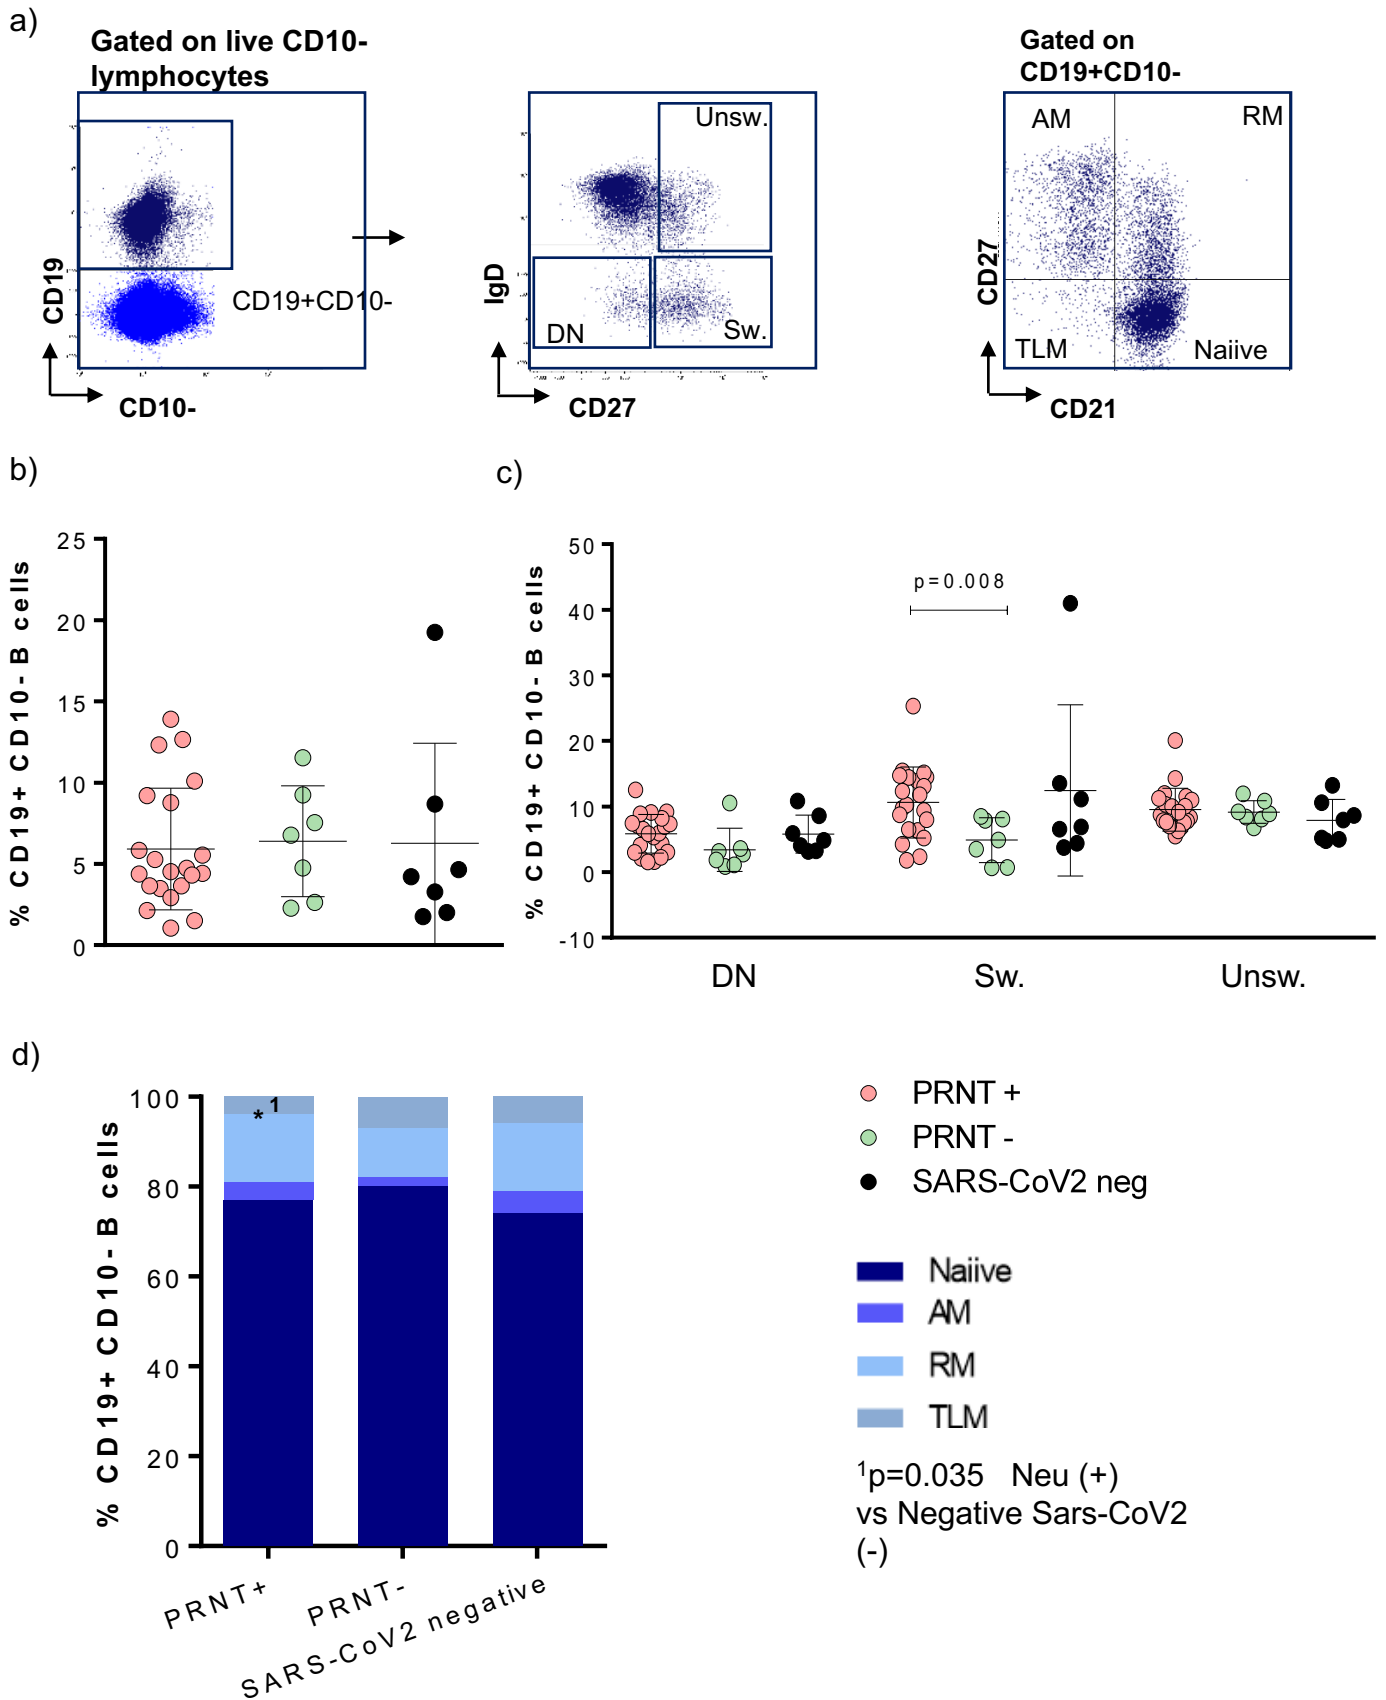 a)
Gated on live CD10-
lymphocytes
CD19
CD19+CD10-
CD10-
IgD
Unsw.
DN
Sw.
CD27
Gated on
CD19+CD10-
AM
RM
CD27
TLM
Naiive
CD21
b)
% CD19+ CD10- B cells
25
20
15
10
5
0
c)
% CD19+ CD10- B cells
50
40
30
20
10
0
-10
p=0.008
DN
Sw.
Unsw.
d)
% CD19+ CD10- B cells
100
80
60
40
20
0
* 1
PRNT+
PRNT-
SARS-CoV2 negative
PRNT +
PRNT -
SARS-CoV2 neg
Naiive
AM
RM
TLM
¹p=0.035 Neu (+)
vs Negative Sars-CoV2
(-)